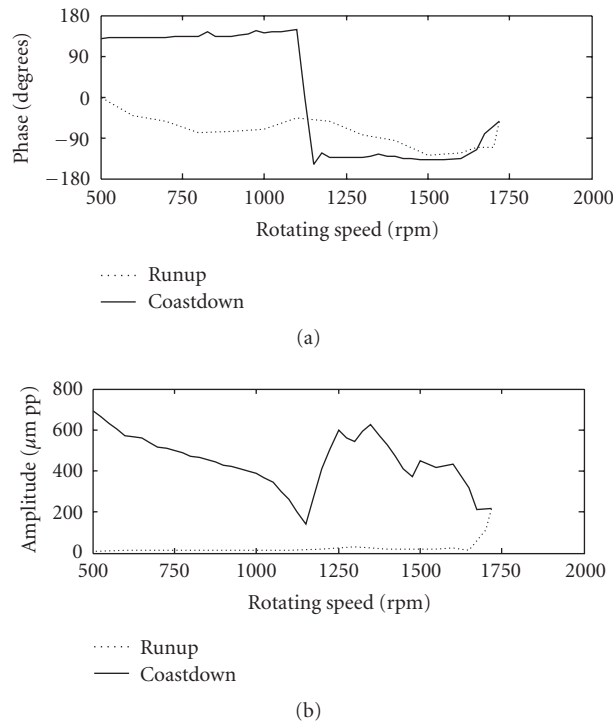 180
90
0
−90
−180
Phase (degrees)
500 750 1000 1250 1500 1750 2000
Rotating speed (rpm)
Runup
Coastdown
(a)
800
600
400
200
0
Amplitude (μm pp)
500 750 1000 1250 1500 1750 2000
Rotating speed (rpm)
Runup
Coastdown
(b)